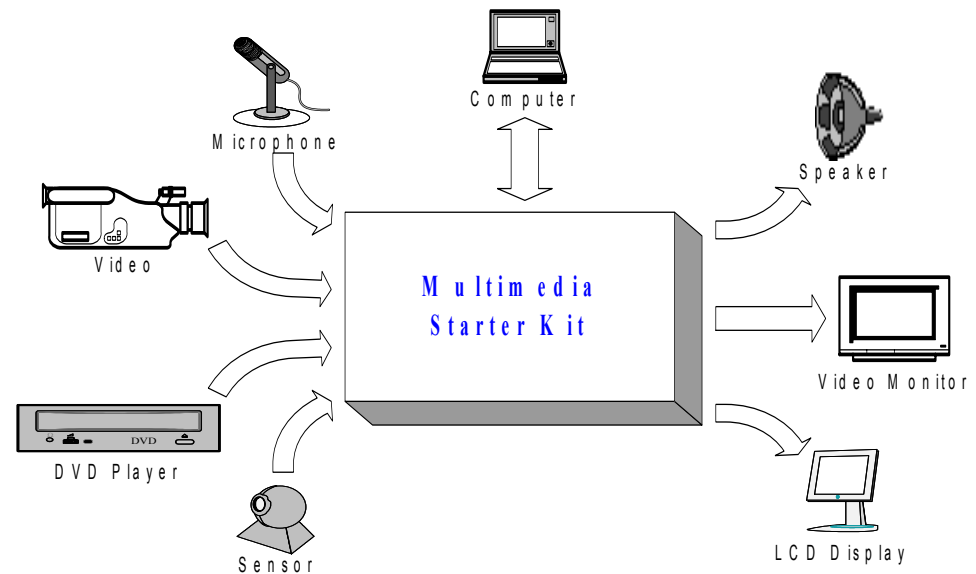 Computer
Microphone
Speaker
Video
Multimedia
Starter Kit
Video Monitor
DVD
DVD Player
Sensor
LCD Display